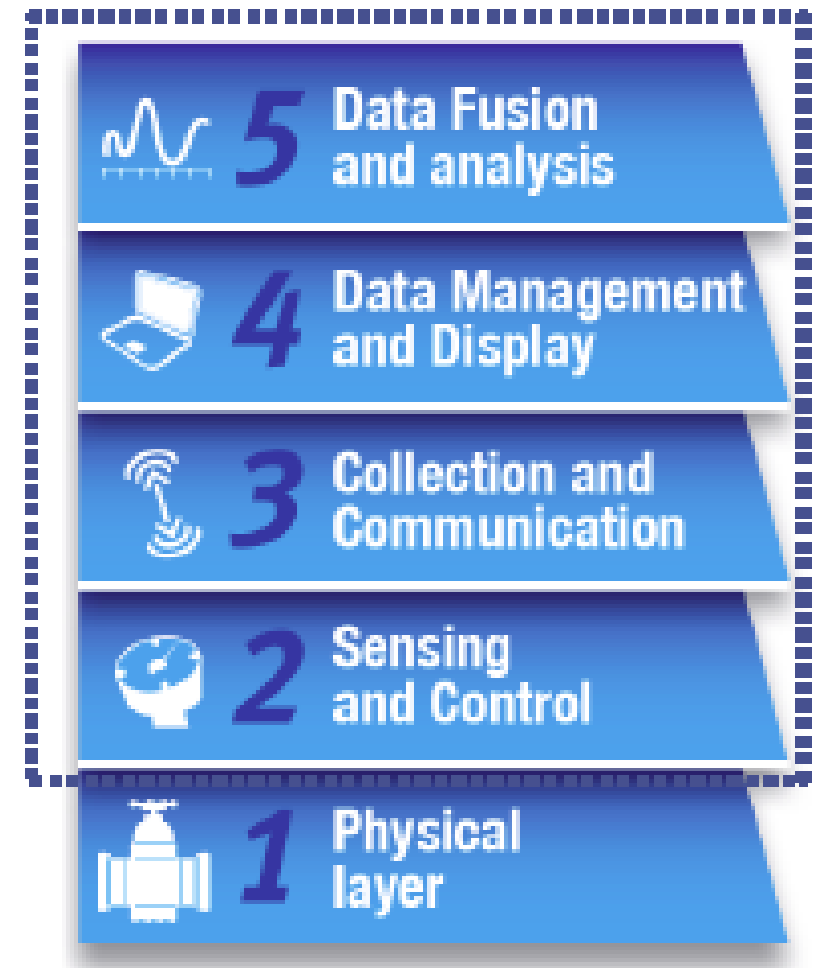 5 Data Fusion
and analysis
4 Data Management
and Display
3 Collection and
Communication
2 Sensing
and Control
1 Physical
layer